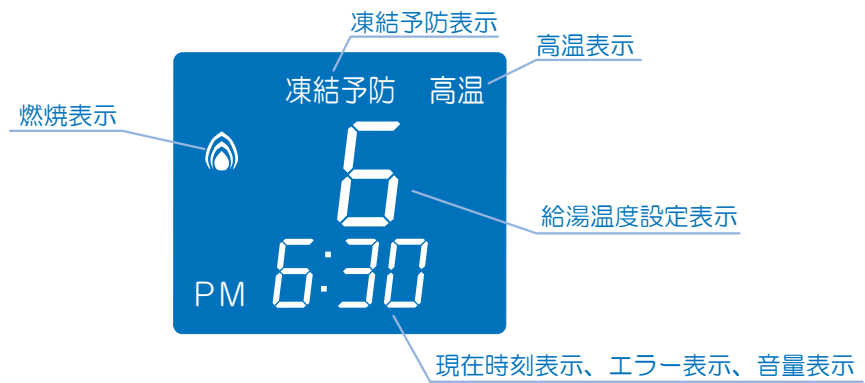 凍結予防表示
高温表示
凍結予防 高温
燃焼表示
6
給湯温度設定表示
PM 6:30
現在時刻表示、エラー表示、音量表示